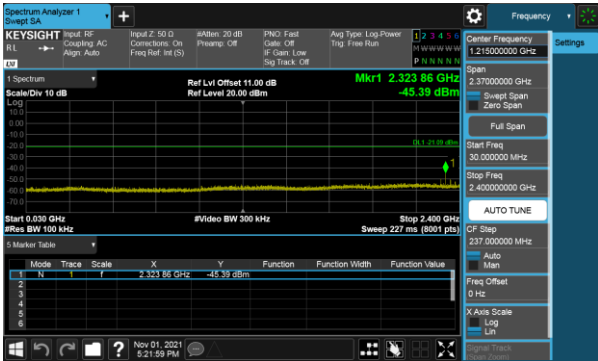 Spectrum Analyzer 1
Swept SA
Frequency
KEYSIGHT
Input: RF
Input Z: 50 Ω
#Atten: 20 dB
PNO: Fast
Avg Type: Log-Power
1 2 3 4 5 6
RL
Coupling: AC
Corrections: On
Preamp: Off
Gate: Off
Trig: Free Run
M W W W W W
Align: Auto
Freq Ref: Int (S)
IF Gain: Low
Sig Track: Off
P N N N N N
1 Spectrum
Ref Lvl Offset 11.00 dB
Mkr1 2.323 86 GHz
Scale/Div 10 dB
Ref Level 20.00 dBm
-45.39 dBm
Log
10.0
0.00
-10.0
DL1 -21.09 dBm
-20.0
-30.0
1
-40.0
-50.0
-60.0
-70.0
Start 0.030 GHz
#Video BW 300 kHz
Stop 2.400 GHz
#Res BW 100 kHz
Sweep 227 ms (8001 pts)
5 Marker Table
Mode Trace Scale X Y Function Function Width Function Value
1 N 1 f 2.323 86 GHz -45.39 dBm
2
3
4
5
6
Nov 01, 2021
5:21:59 PM
Center Frequency
1.215000000 GHz
Settings
Span
2.37000000 GHz
Swept Span
Zero Span
Full Span
Start Freq
30.000000 MHz
Stop Freq
2.400000000 GHz
AUTO TUNE
CF Step
237.000000 MHz
Auto
Man
Freq Offset
0 Hz
X Axis Scale
Log
Lin
Signal Track
(Span Zoom)